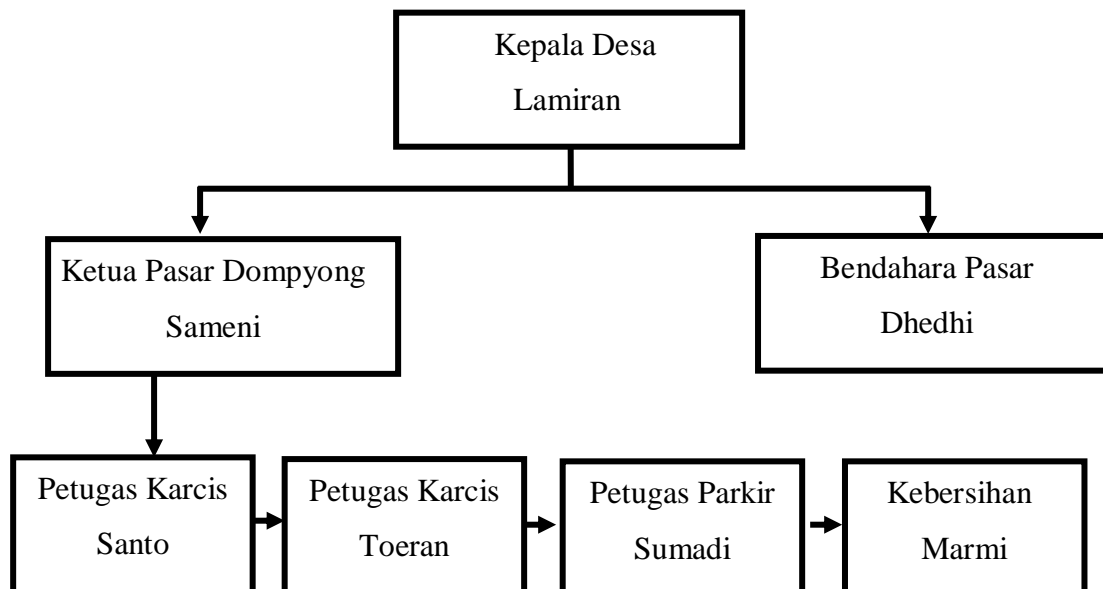 Kepala Desa
Lamiran
Ketua Pasar Dompyong
Sameni
Bendahara Pasar
Dhedhi
Petugas Karcis
Santo
Petugas Karcis
Toeran
Petugas Parkir
Sumadi
Kebersihan
Marmi